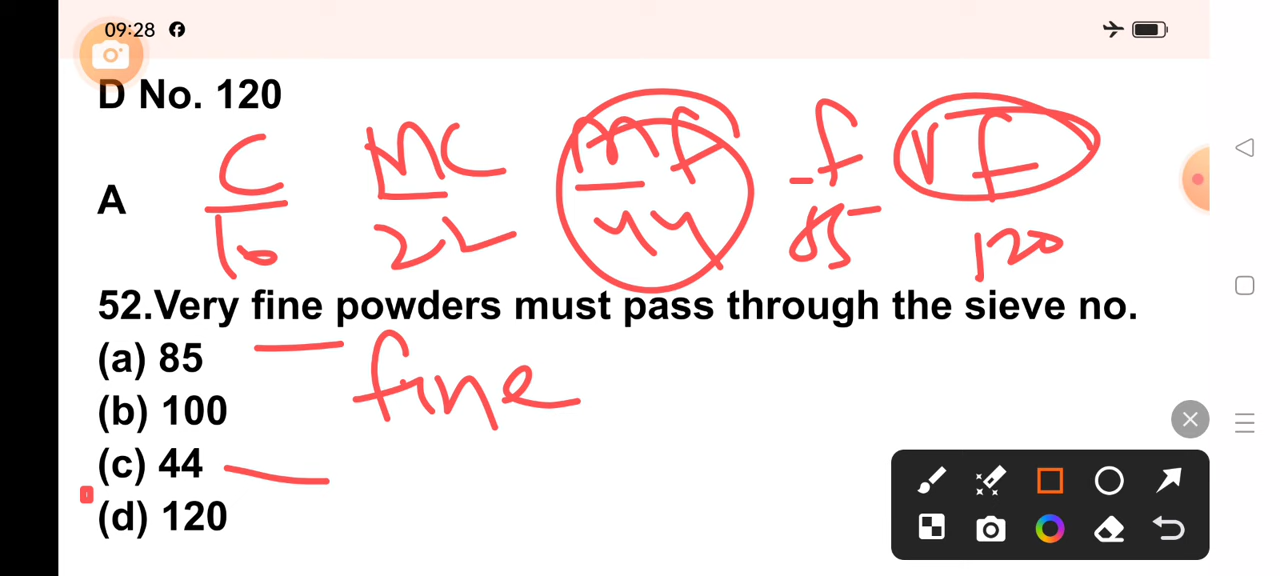 09:28
D No. 120
C MC mf f VF
A
10 22 44 85 120
52.Very fine powders must pass through the sieve no.
(a) 85
fine
(b) 100
(c) 44
(d) 120